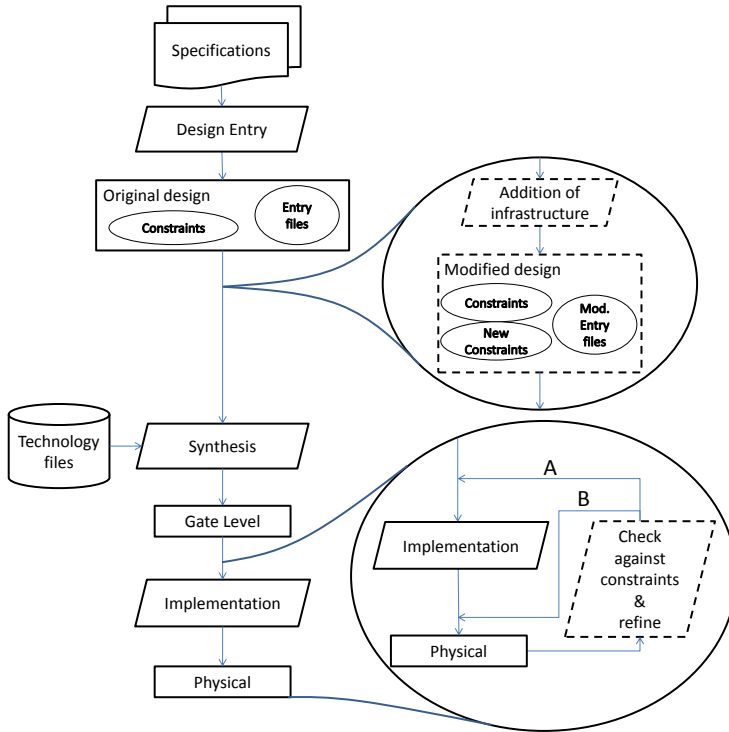 Specifications
Design Entry
Original design
Constraints
Entry
files
Addition of
infrastructure
Modified design
Constraints
New
Constraints
Mod.
Entry
files
Technology
files
Synthesis
Gate Level
Implementation
Physical
A
B
Implementation
Check
against
constraints
&
refine
Physical